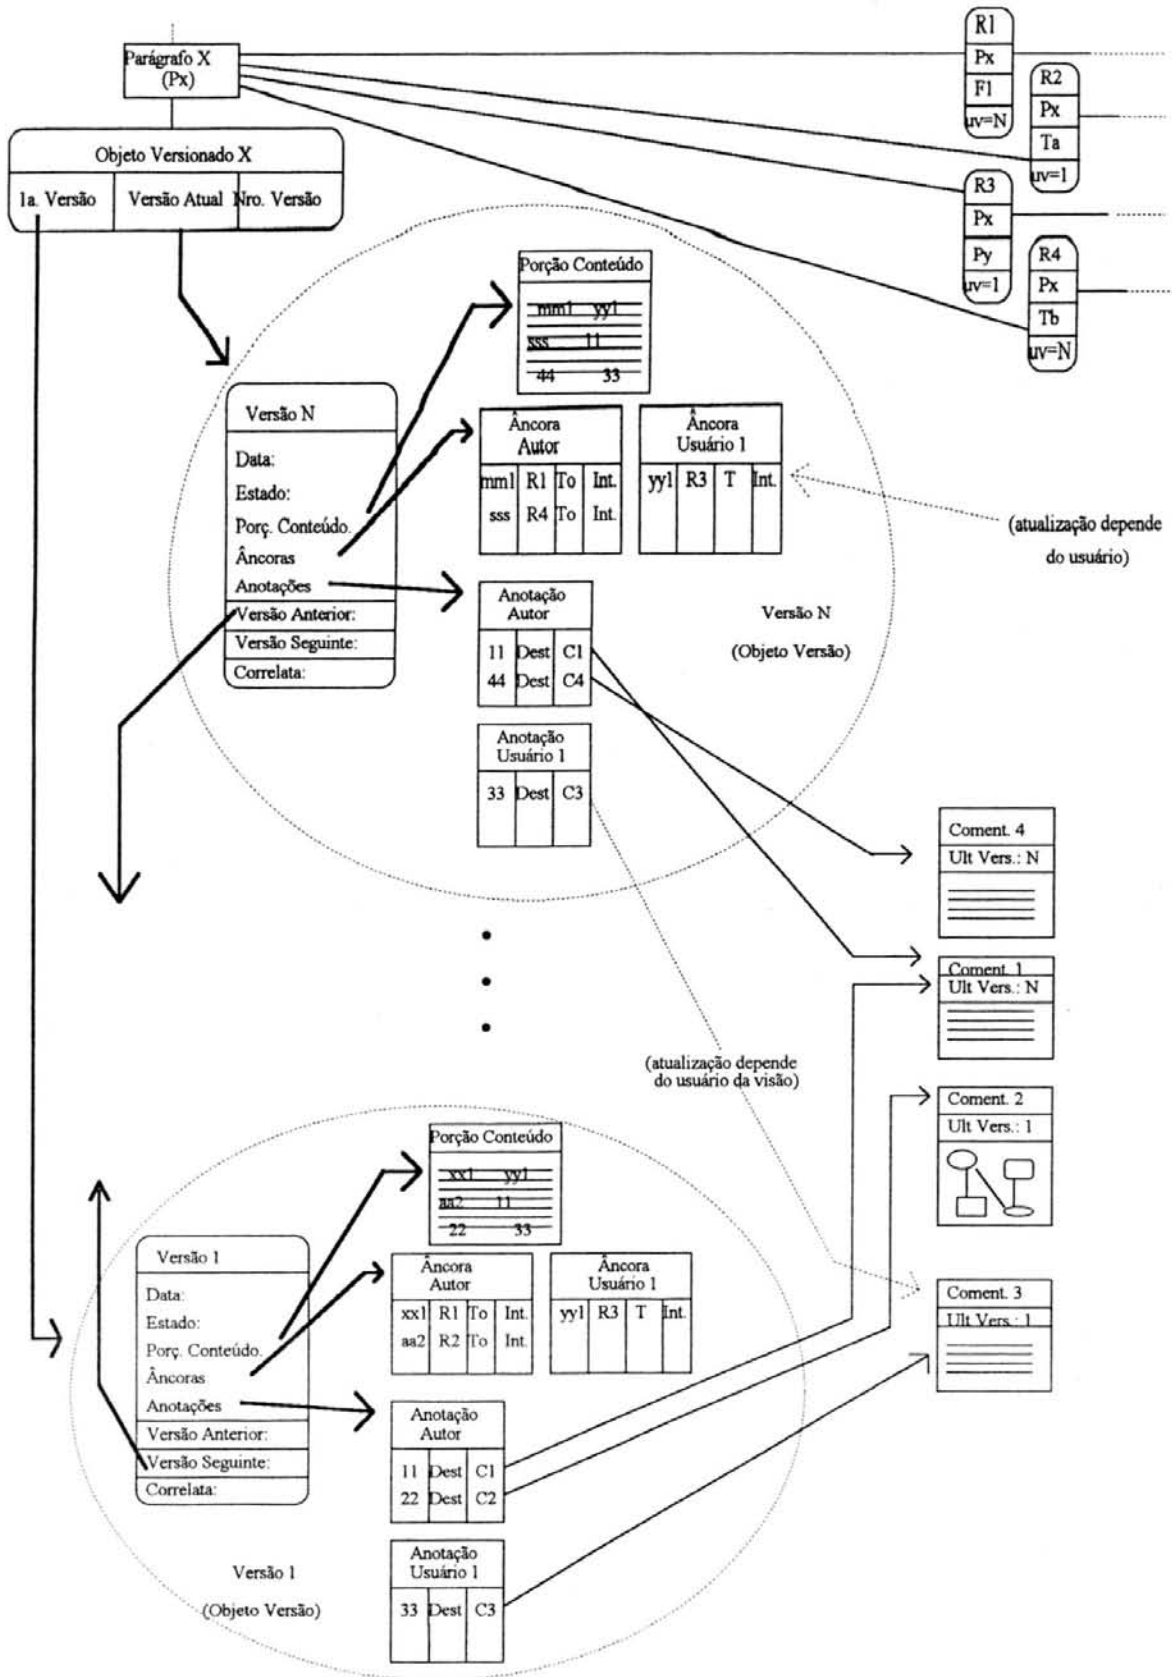 Parágrafo X
(Px)
R1
Px
F1
uv=N
R2
Px
Ta
uv=1
R3
Px
Py
uv=1
R4
Px
Tb
uv=N
Objeto Versionado X
1a. Versão Versão Atual Nro. Versão
Porção Conteúdo
mm1 yy1
sss 11
44 33
Versão N
Data:
Estado:
Porç. Conteúdo.
Âncoras
Anotações
Versão Anterior:
Versão Seguinte:
Correlata:
Âncora
Autor
mm1 R1 To Int.
sss R4 To Int.
Âncora
Usuário 1
yy1 R3 T Int.
(atualização depende
do usuário)
Anotação
Autor
11 Dest C1
44 Dest C4
Versão N
(Objeto Versão)
Anotação
Usuário 1
33 Dest C3
Coment. 4
Ult Vers.: N
Coment. 1
Ult Vers.: N
(atualização depende
do usuário da visão)
Coment. 2
Ult Vers.: 1
Coment. 3
Ult Vers.: 1
Porção Conteúdo
xx1 yy1
aa2 11
22 33
Versão 1
Data:
Estado:
Porç. Conteúdo.
Âncoras
Anotações
Versão Anterior:
Versão Seguinte:
Correlata:
Âncora
Autor
xx1 R1 To Int.
aa2 R2 To Int.
Âncora
Usuário 1
yy1 R3 T Int.
Anotação
Autor
11 Dest C1
22 Dest C2
Versão 1
(Objeto Versão)
Anotação
Usuário 1
33 Dest C3